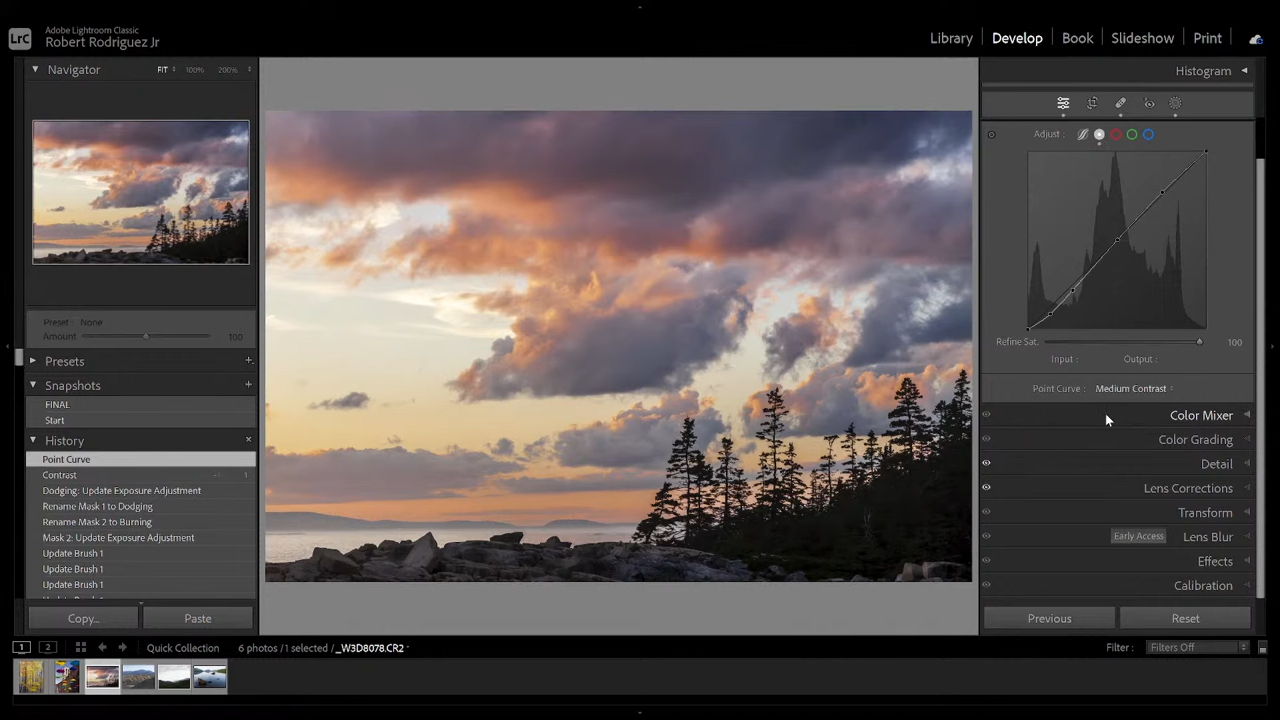 LrC
Adobe Lightroom Classic
Robert Rodriguez Jr
Library
Develop
Book
Slideshow
Print
Navigator
FIT
100%
200%
Preset : None
Amount
100
Presets
Snapshots
FINAL
Start
History
Point Curve
Contrast
1
Dodging: Update Exposure Adjustment
Rename Mask 1 to Dodging
Rename Mask 2 to Burning
Mask 2: Update Exposure Adjustment
Update Brush 1
Update Brush 1
Update Brush 1
Copy...
Paste
Histogram
Adjust :
Refine Sat.
100
Input :
Output :
Point Curve : Medium Contrast
Color Mixer
Color Grading
Detail
Lens Corrections
Transform
Early Access
Lens Blur
Effects
Calibration
Previous
Reset
1
2
Quick Collection
6 photos / 1 selected / _W3D8078.CR2
Filter :
Filters Off